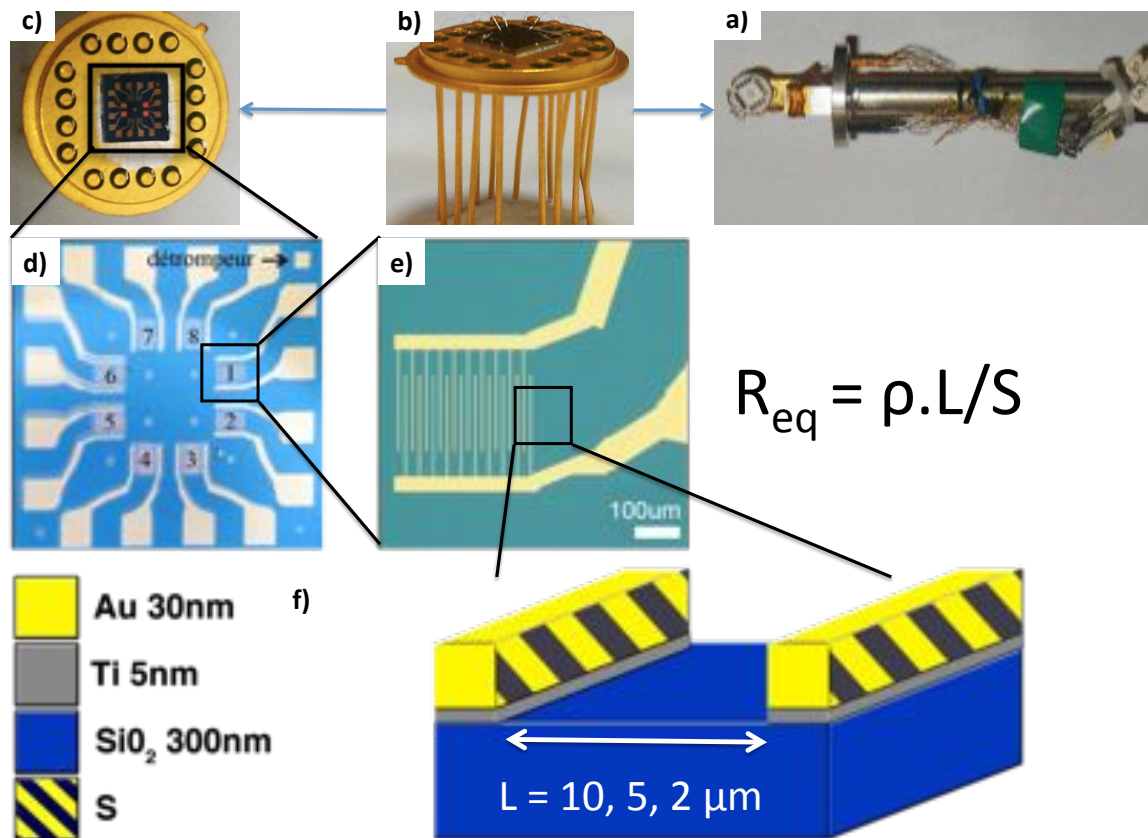 c)
b)
a)
d)
détrompeur →
7 8
6 1
5 2
4 3
e)
100um
R_eq = ρ.L/S
f)
Au 30nm
Ti 5nm
Si0₂ 300nm
S
L = 10, 5, 2 µm